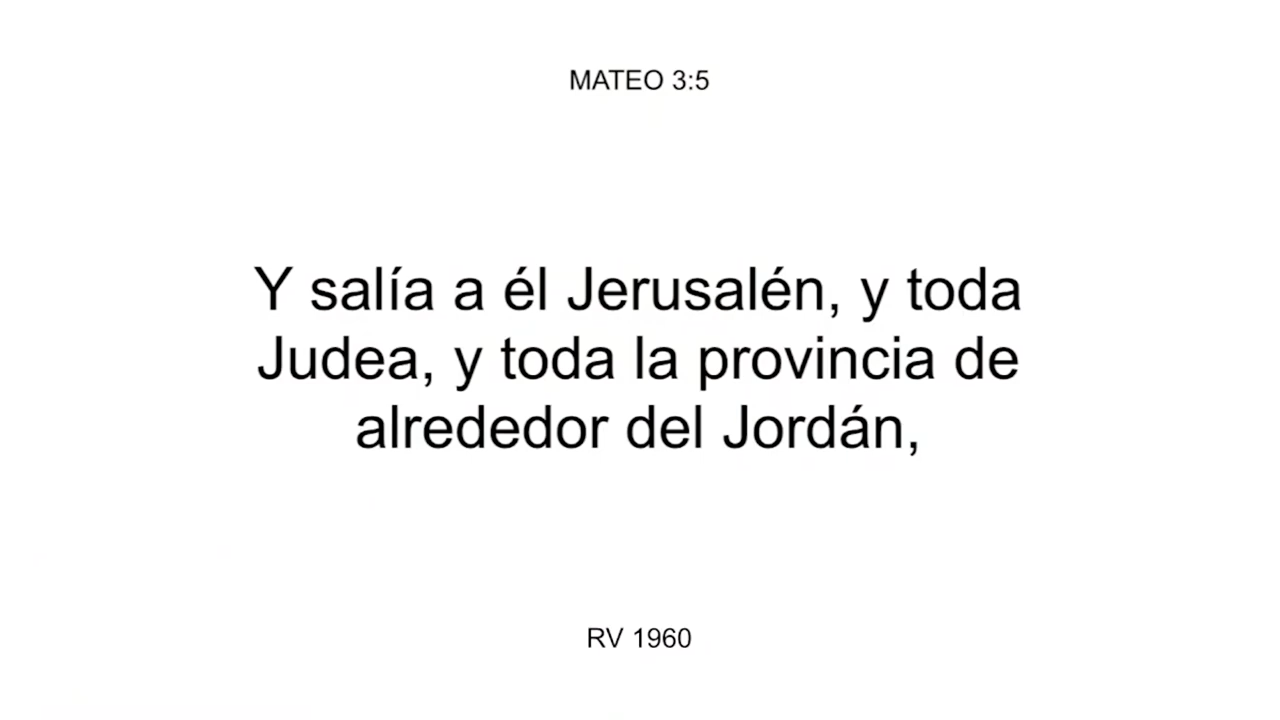 MATEO 3:5
Y salía a él Jerusalén, y toda
Judea, y toda la provincia de
alrededor del Jordán,
RV 1960